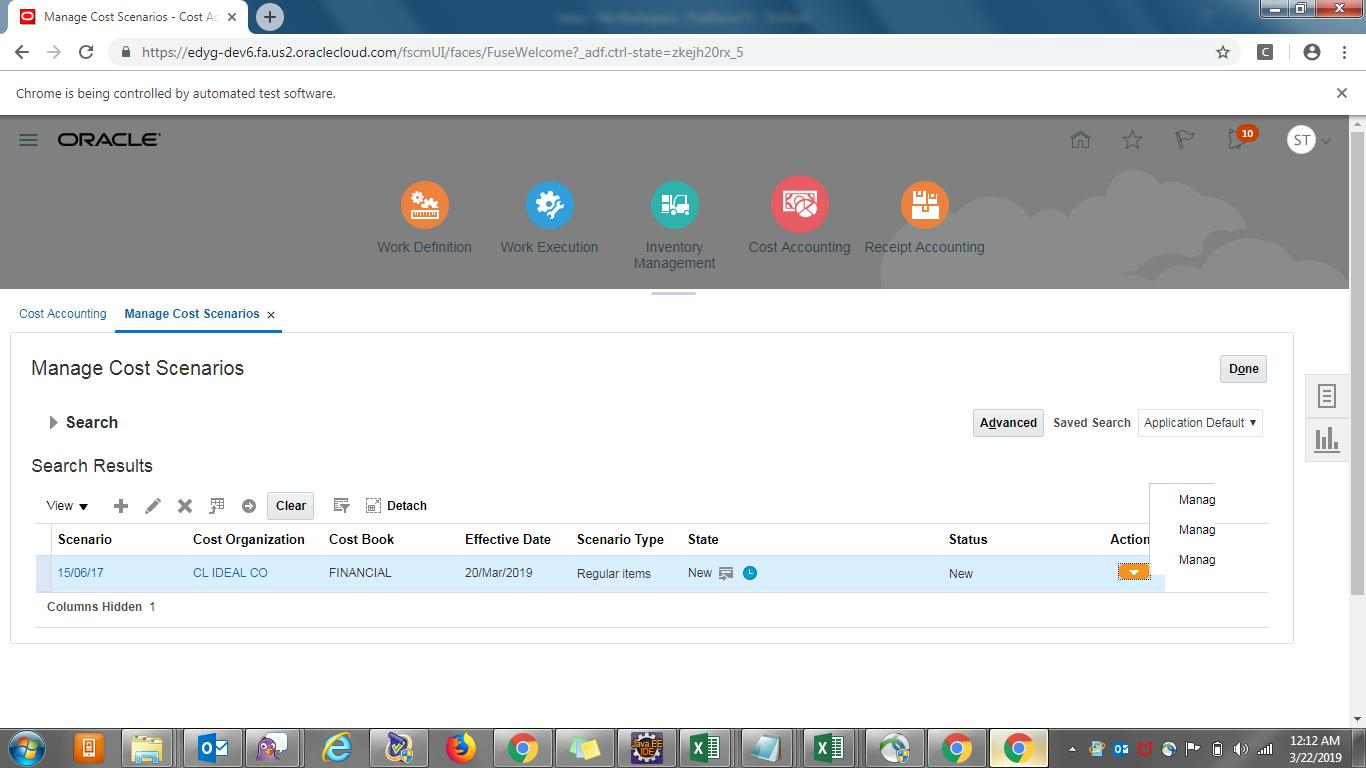 Manage Cost Scenarios - Cost Ac
https://edyg-dev6.fa.us2.oraclecloud.com/fscmUI/faces/FuseWelcome?_adf.ctrl-state=zkejh20rx_5
C
Chrome is being controlled by automated test software.
ORACLE
10
ST
Work Definition
Work Execution
Inventory
Management
Cost Accounting
Receipt Accounting
Cost Accounting
Manage Cost Scenarios
Manage Cost Scenarios
Done
Search
Advanced
Saved Search
Application Default
Search Results
View
Clear
Detach
Manag
Manag
Manag
Scenario Cost Organization Cost Book Effective Date Scenario Type State Status Action
15/06/17 CL IDEAL CO FINANCIAL 20/Mar/2019 Regular items New New
Columns Hidden 1
Java EE
IDE
12:12 AM
3/22/2019